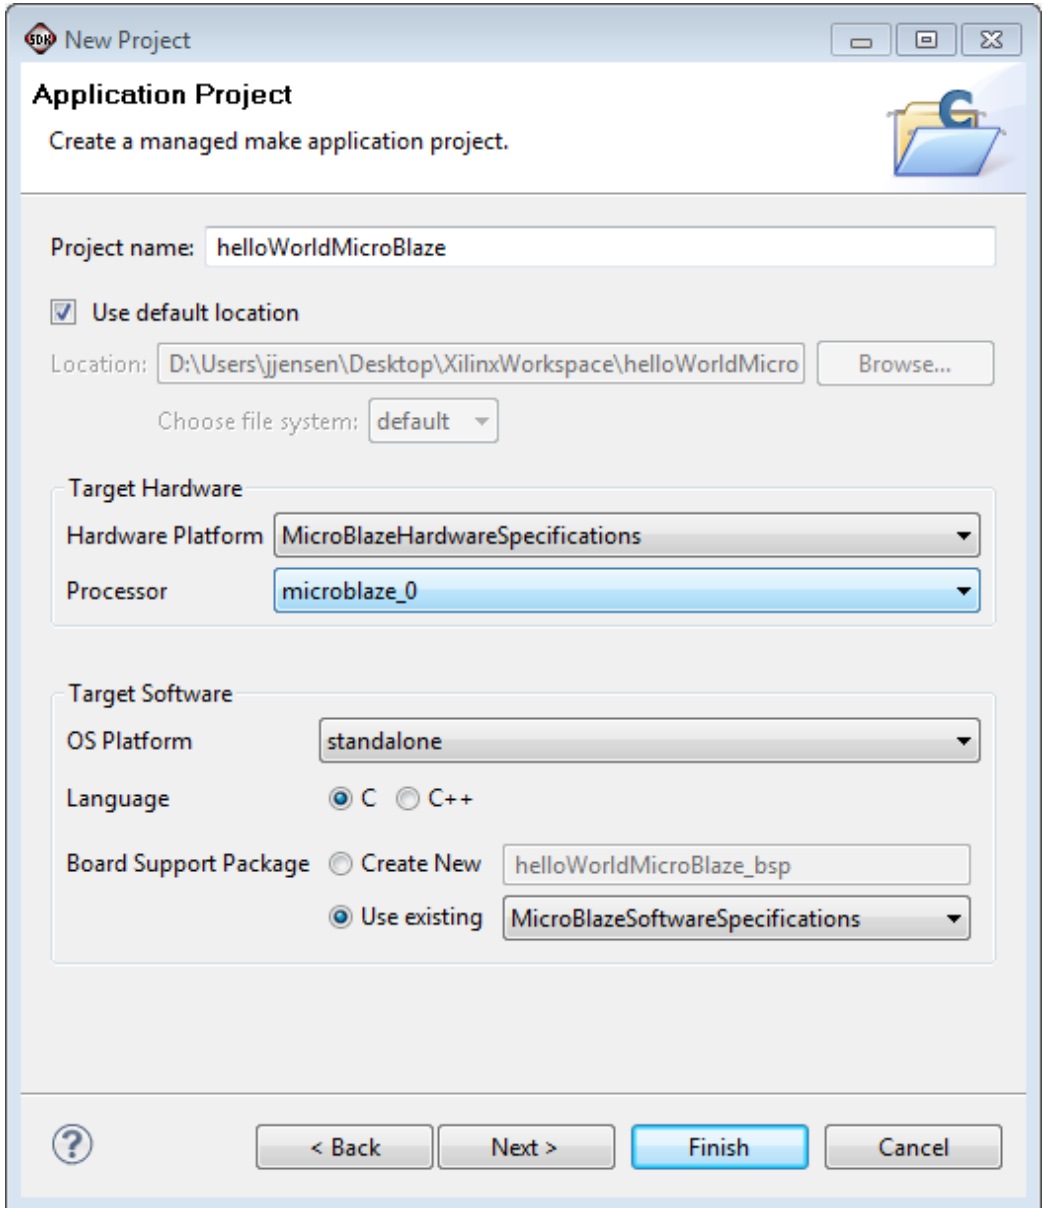 SDK New Project
Application Project
Create a managed make application project.
C
Project name: helloWorldMicroBlaze
Use default location
Location: D:\Users\jjensen\Desktop\XilinxWorkspace\helloWorldMicro Browse...
Choose file system: default
Target Hardware
Hardware Platform MicroBlazeHardwareSpecifications
Processor microblaze_0
Target Software
OS Platform standalone
Language C C++
Board Support Package Create New helloWorldMicroBlaze_bsp
Use existing MicroBlazeSoftwareSpecifications
? < Back Next > Finish Cancel